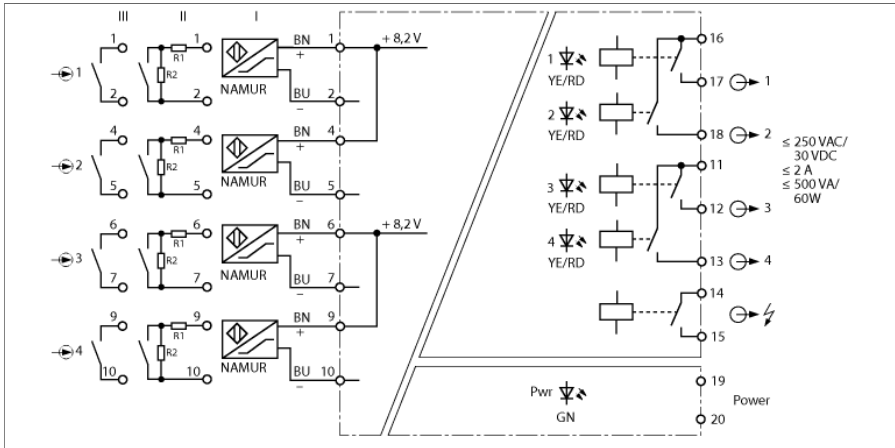 III II I
1 1 BN 1 + 8,2 V
R1 +
1 R2
2 2 NAMUR BU 2
–
4 4 BN 4
R1 +
2 R2
5 5 NAMUR BU 5
–
6 6 BN 6 + 8,2 V
R1 +
3 R2
7 7 NAMUR BU 7
–
9 9 BN 9
R1 +
4 R2
10 10 NAMUR BU 10
–
16
1
YE/RD
17 1
2
YE/RD
18 2
≤ 250 VAC/
30 VDC
≤ 2 A
≤ 500 VA/
60W
11
3
YE/RD
12 3
4
YE/RD
13 4
14
15
Pwr
GN
19
Power
20